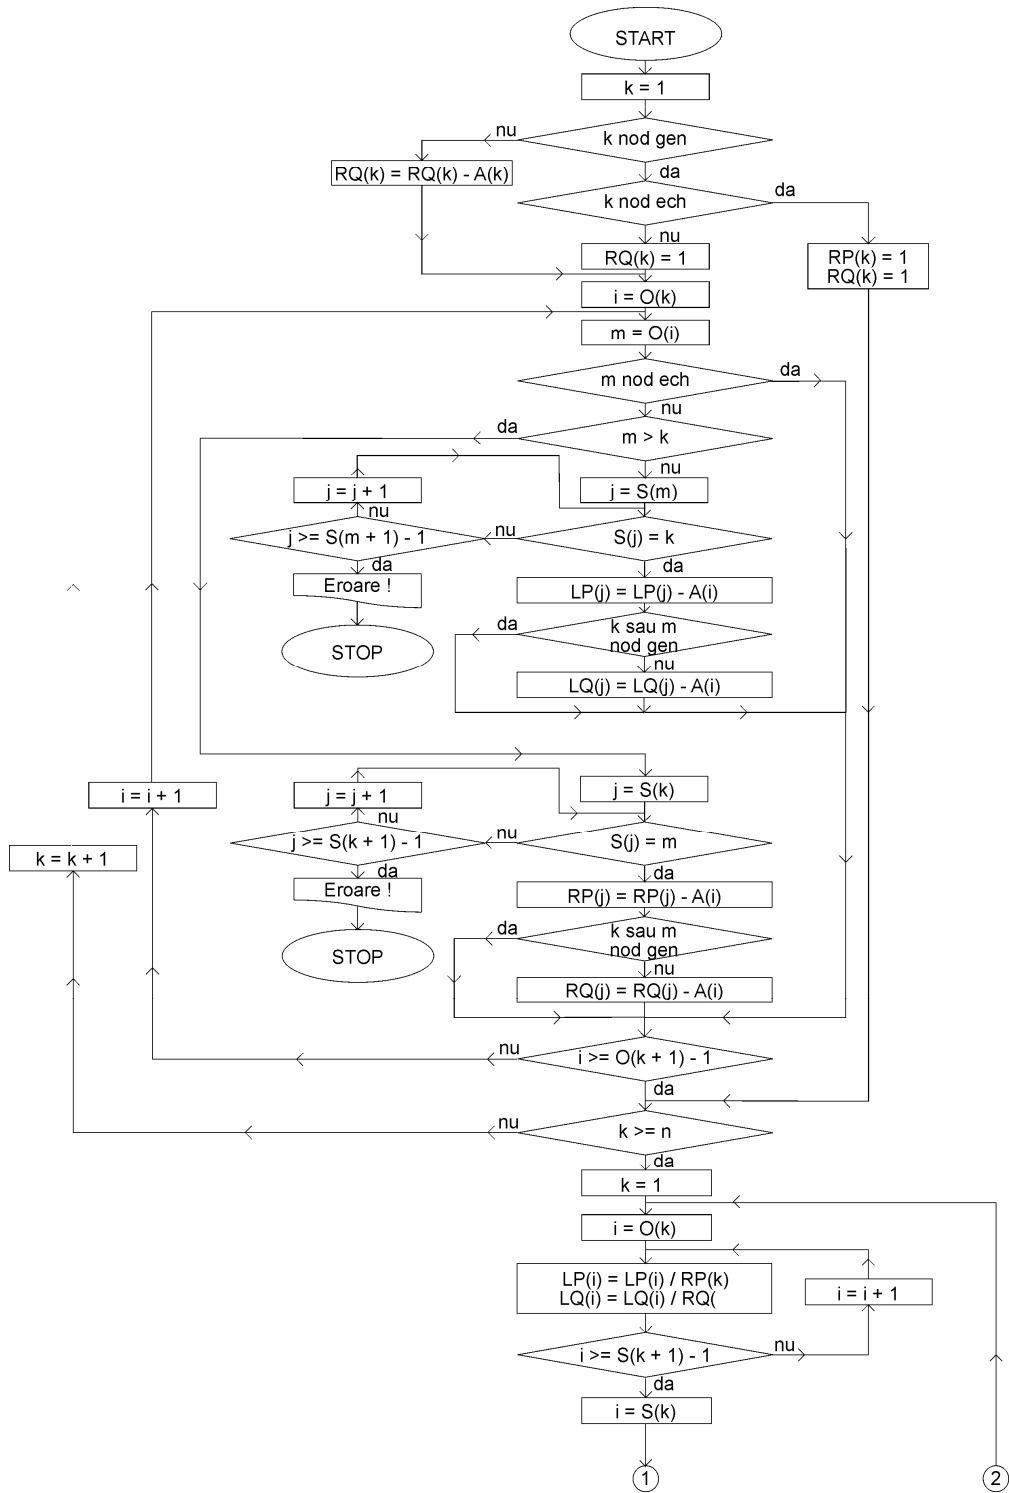 START
k = 1
nu
k nod gen
RQ(k) = RQ(k) - A(k)
da
da
k nod ech
nu
RQ(k) = 1
RP(k) = 1
RQ(k) = 1
i = O(k)
m = O(i)
da
m nod ech
nu
da
m > k
nu
j = j + 1
j = S(m)
nu
nu
j >= S(m + 1) - 1
S(j) = k
da
da
Eroare !
LP(j) = LP(j) - A(i)
da
k sau m
nod gen
STOP
nu
LQ(j) = LQ(j) - A(i)
i = i + 1
j = j + 1
j = S(k)
nu
nu
j >= S(k + 1) - 1
S(j) = m
k = k + 1
da
da
Eroare !
RP(j) = RP(j) - A(i)
da
k sau m
nod gen
STOP
nu
RQ(j) = RQ(j) - A(i)
nu
i >= O(k + 1) - 1
da
nu
k >= n
da
k = 1
i = O(k)
LP(i) = LP(i) / RP(k)
LQ(i) = LQ(i) / RQ(
i = i + 1
i >= S(k + 1) - 1
nu
da
i = S(k)
1
2